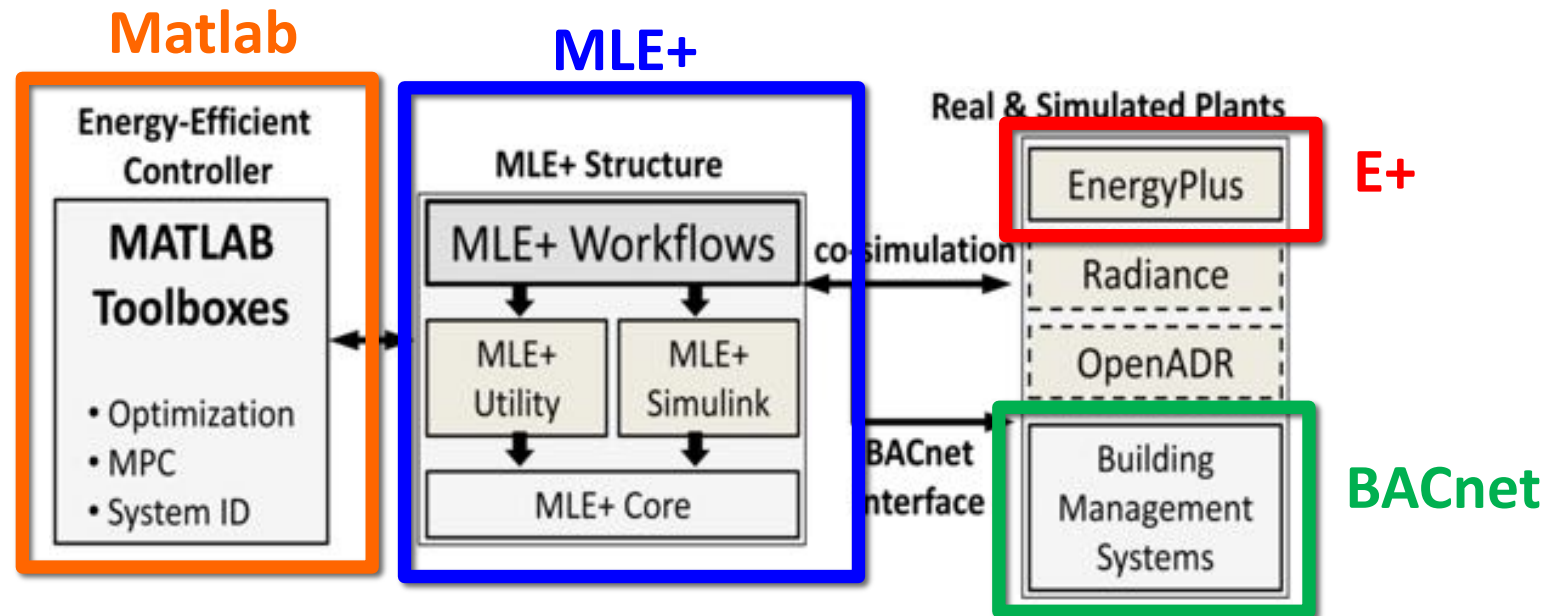 Matlab
MLE+
Energy-Efficient
Controller
MATLAB
Toolboxes
• Optimization
• MPC
• System ID
MLE+ Structure
MLE+ Workflows
MLE+
Utility
MLE+
Simulink
MLE+ Core
co-simulation
BACnet
Interface
Real & Simulated Plants
EnergyPlus
Radiance
OpenADR
Building
Management
Systems
E+
BACnet